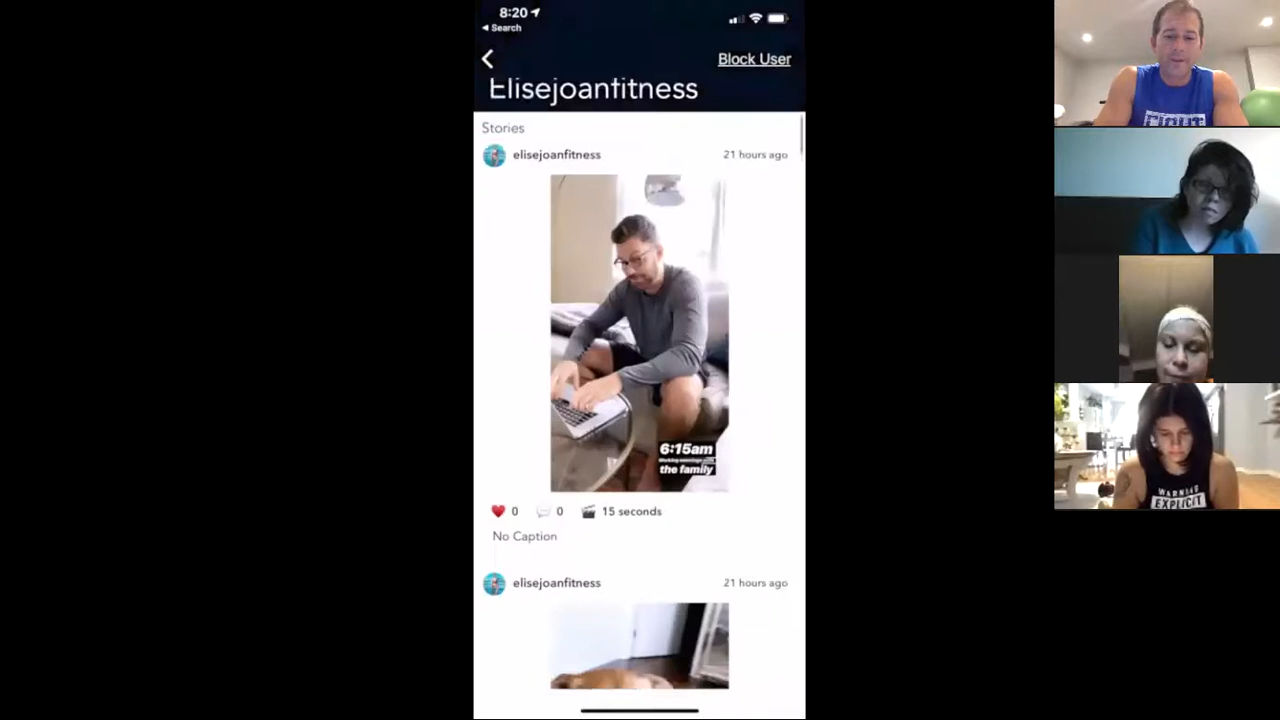 8:20
Search
Block User
Elisejoanfitness
Stories
elisejoanfitness
21 hours ago
6:15am
the family
0
0
15 seconds
No Caption
elisejoanfitness
21 hours ago
WARNING
EXPLICIT